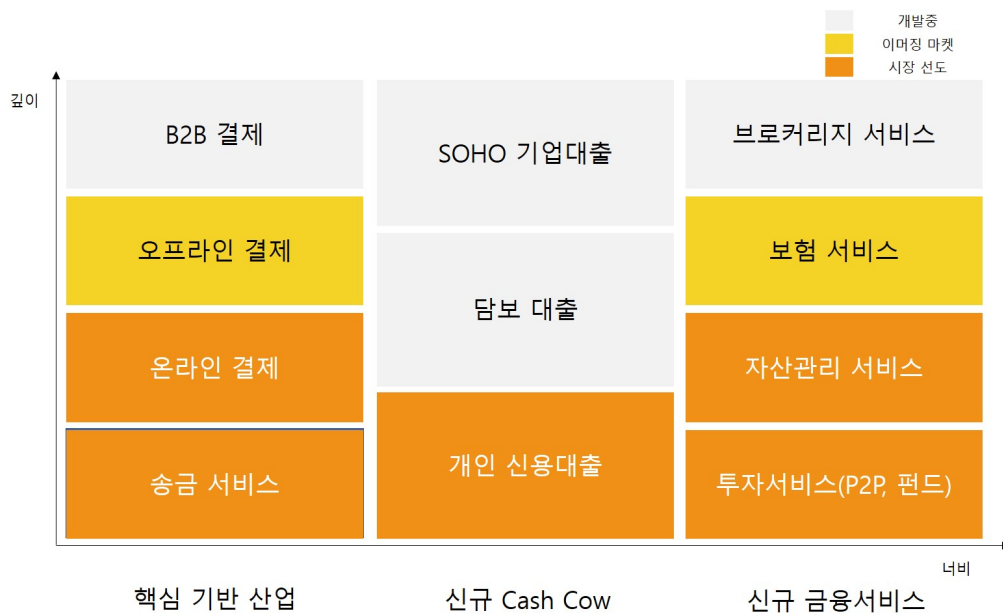 개발중
이머징 마켓
시장 선도
깊이
B2B 결제
오프라인 결제
온라인 결제
송금 서비스
SOHO 기업대출
담보 대출
개인 신용대출
브로커리지 서비스
보험 서비스
자산관리 서비스
투자서비스(P2P, 펀드)
너비
핵심 기반 산업
신규 Cash Cow
신규 금융서비스